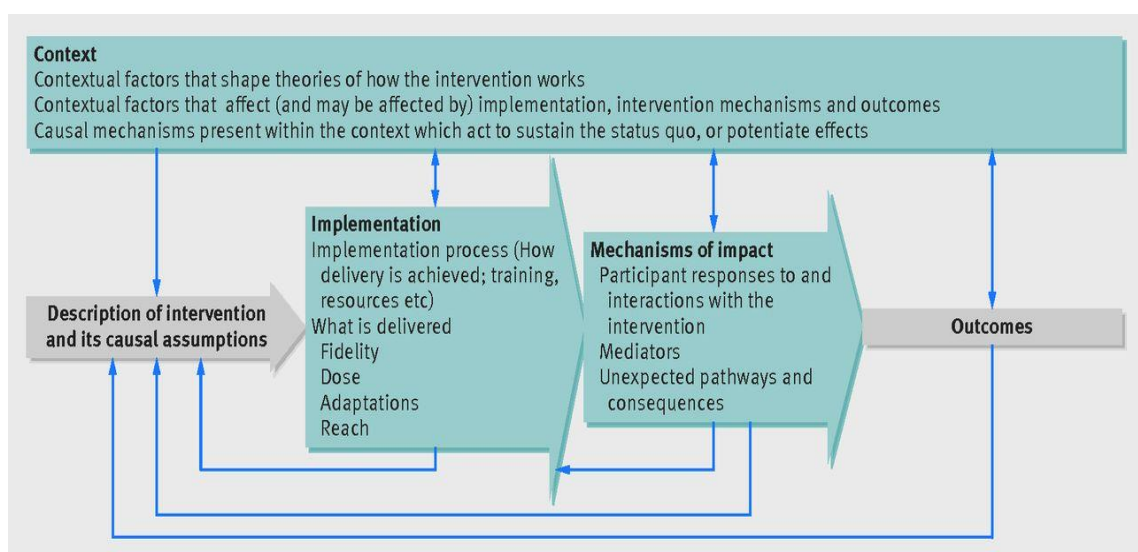 Context
Contextual factors that shape theories of how the intervention works
Contextual factors that affect (and may be affected by) implementation, intervention mechanisms and outcomes
Causal mechanisms present within the context which act to sustain the status quo, or potentiate effects
Description of intervention
and its causal assumptions
Implementation
Implementation process (How
delivery is achieved; training,
resources etc)
What is delivered
Fidelity
Dose
Adaptations
Reach
Mechanisms of impact
Participant responses to and
interactions with the
intervention
Mediators
Unexpected pathways and
consequences
Outcomes